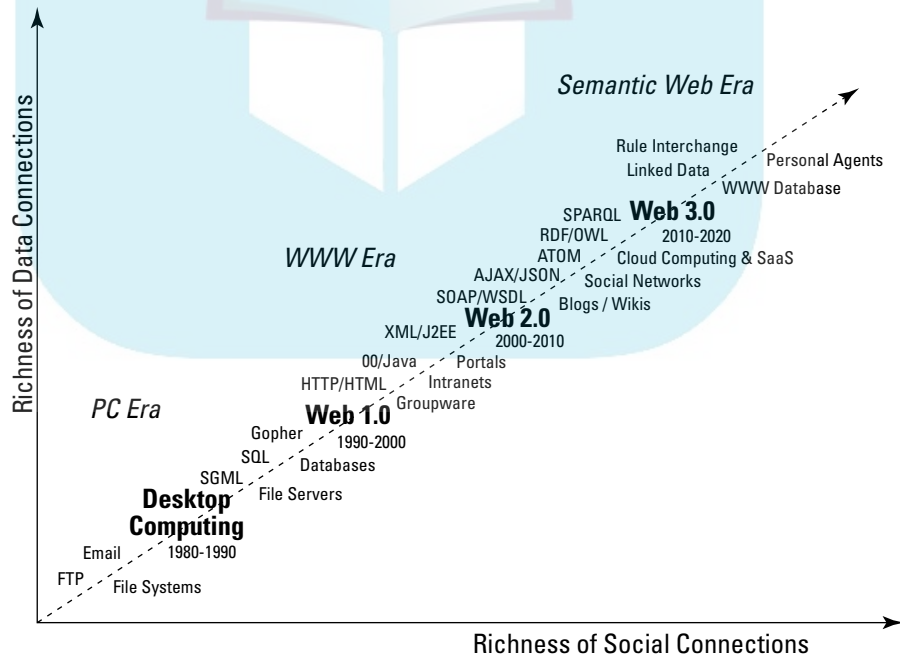 Semantic Web Era
Rule Interchange
Linked Data
Personal Agents
WWW Database
SPARQL
Web 3.0
2010-2020
RDF/OWL
ATOM
Cloud Computing & SaaS
WWW Era
AJAX/JSON
Social Networks
SOAP/WSDL
Blogs / Wikis
Web 2.0
2000-2010
XML/J2EE
00/Java
Portals
HTTP/HTML
Intranets
Groupware
PC Era
Web 1.0
1990-2000
Gopher
SQL
Databases
SGML
File Servers
Desktop
Computing
1980-1990
Email
FTP
File Systems
Richness of Data Connections
Richness of Social Connections